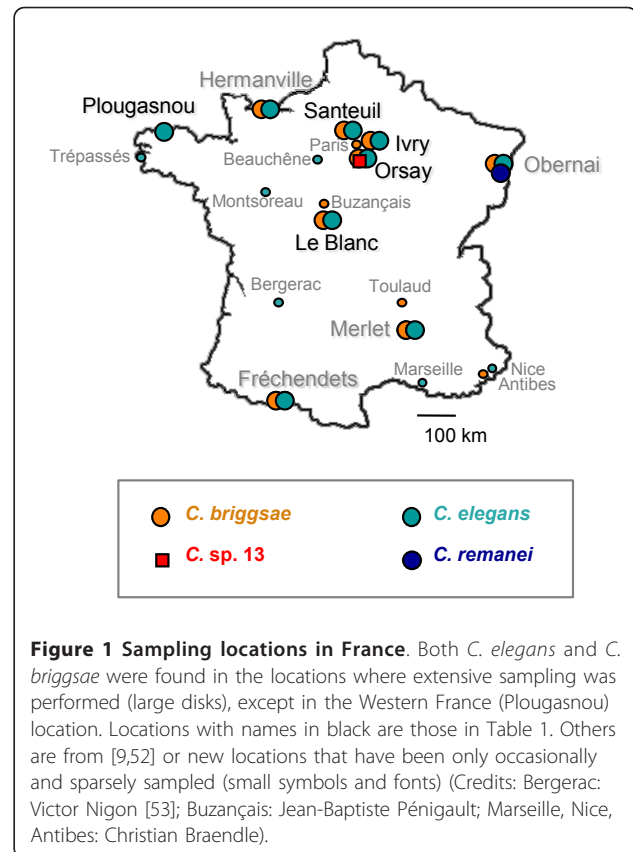 Hermanville
Plougasnou
Santeuil
Trépassés
Paris
Ivry
Beauchêne
Orsay
Obernai
Montsoreau
Buzançais
Le Blanc
Bergerac
Toulaud
Merlet
Marseille
Nice
Antibes
Fréchendets
100 km
C. briggsae
C. elegans
C. sp. 13
C. remanei
Figure 1 Sampling locations in France. Both C. elegans and C.
briggsae were found in the locations where extensive sampling was
performed (large disks), except in the Western France (Plougasnou)
location. Locations with names in black are those in Table 1. Others
are from [9,52] or new locations that have been only occasionally
and sparsely sampled (small symbols and fonts) (Credits: Bergerac:
Victor Nigon [53]; Buzançais: Jean-Baptiste Pénigault; Marseille, Nice,
Antibes: Christian Braendle).